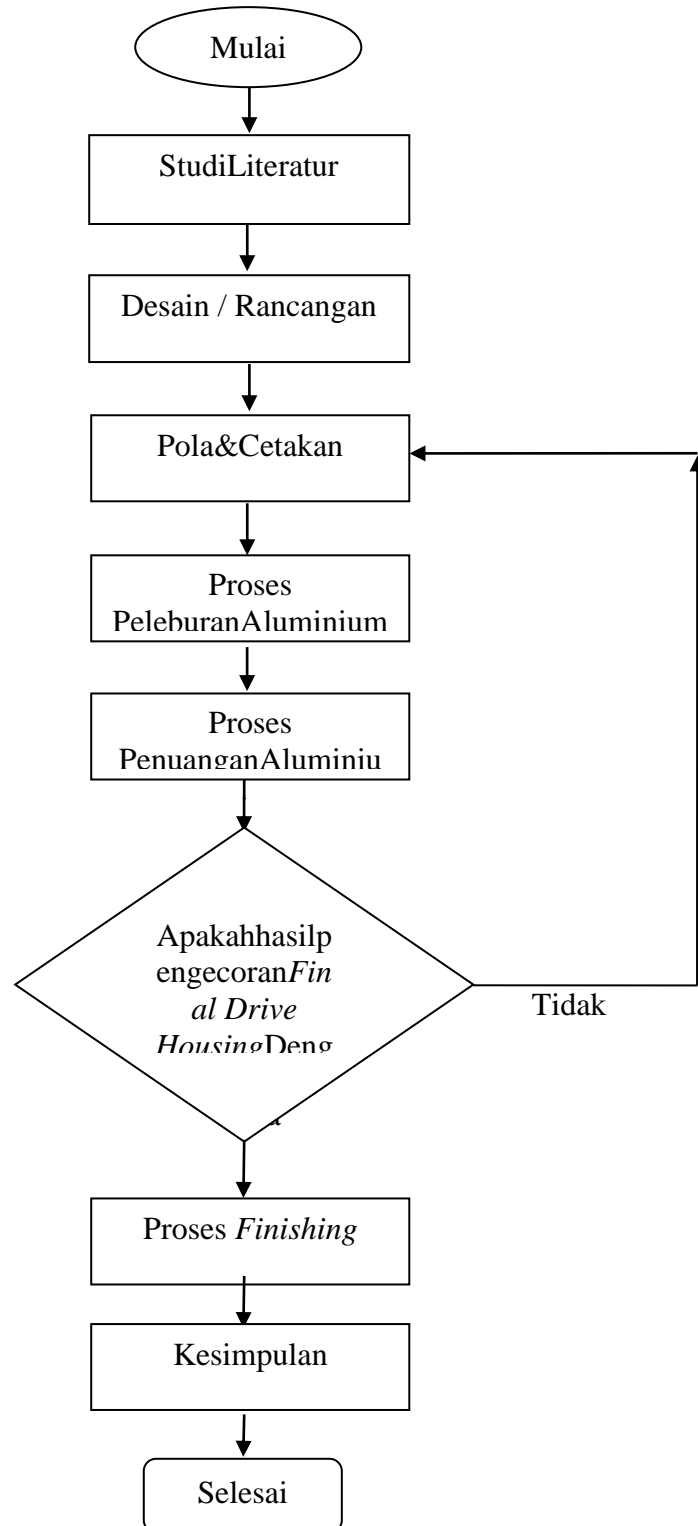 Mulai
StudiLiteratur
Desain / Rancangan
Pola&Cetakan
Proses
PeleburanAluminium
Proses
PenuanganAluminiu
Apakahhasilp
engecoranFin
al Drive
HousingDeng
Tidak
Proses Finishing
Kesimpulan
Selesai